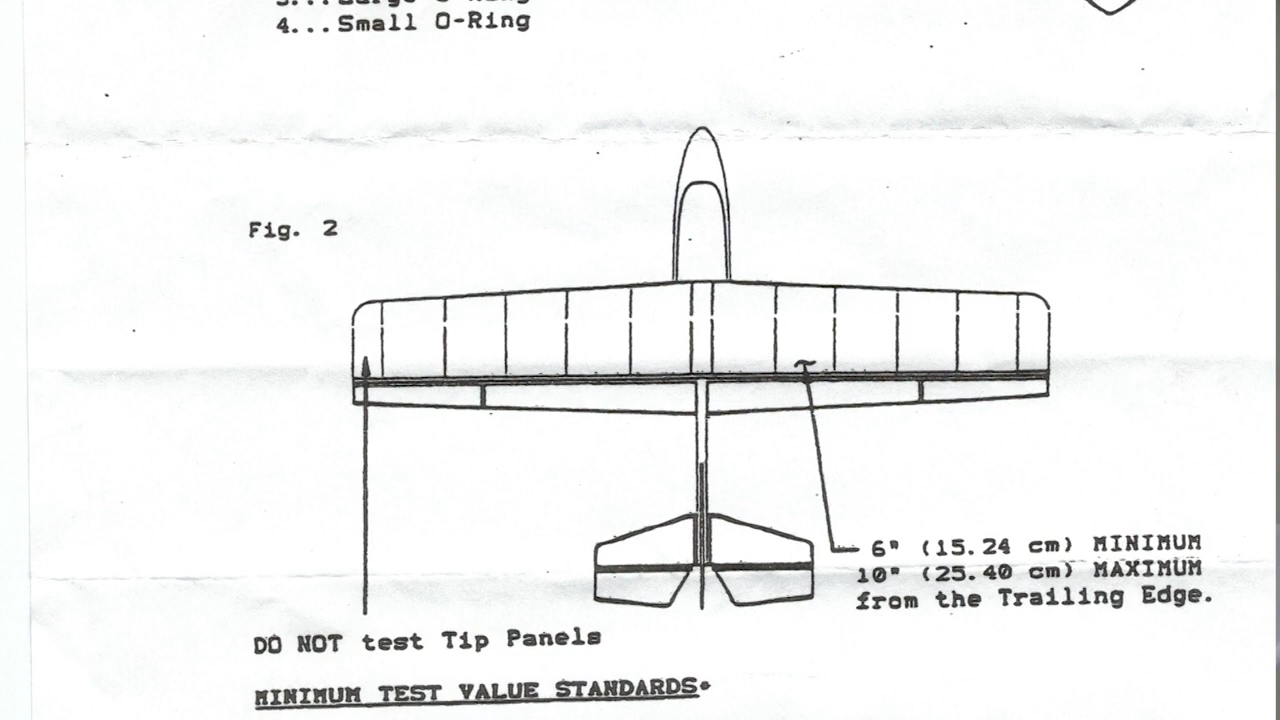 4...Small O-Ring
Fig. 2
6" (15.24 cm) MINIMUM
10" (25.40 cm) MAXIMUM
from the Trailing Edge.
DO NOT test Tip Panels
MINIMUM TEST VALUE STANDARDS